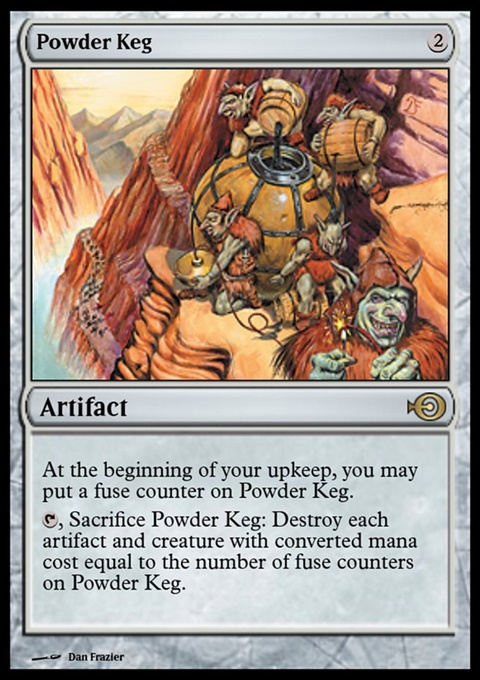 Powder Keg 2
Artifact
At the beginning of your upkeep, you may
put a fuse counter on Powder Keg.
, Sacrifice Powder Keg: Destroy each
artifact and creature with converted mana
cost equal to the number of fuse counters
on Powder Keg.
Dan Frazier